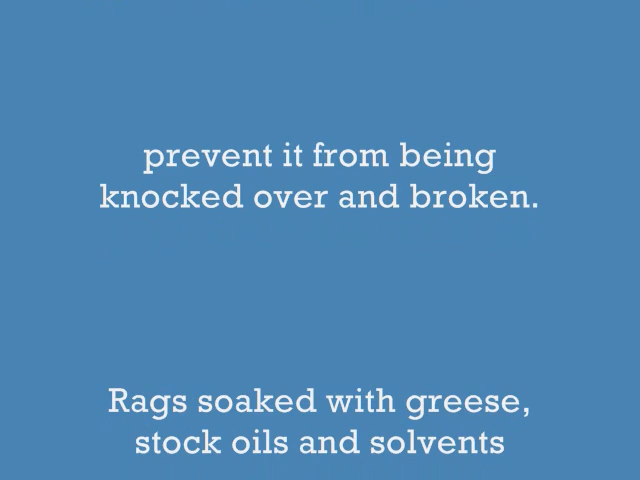 prevent it from being
knocked over and broken.
Rags soaked with greese,
stock oils and solvents